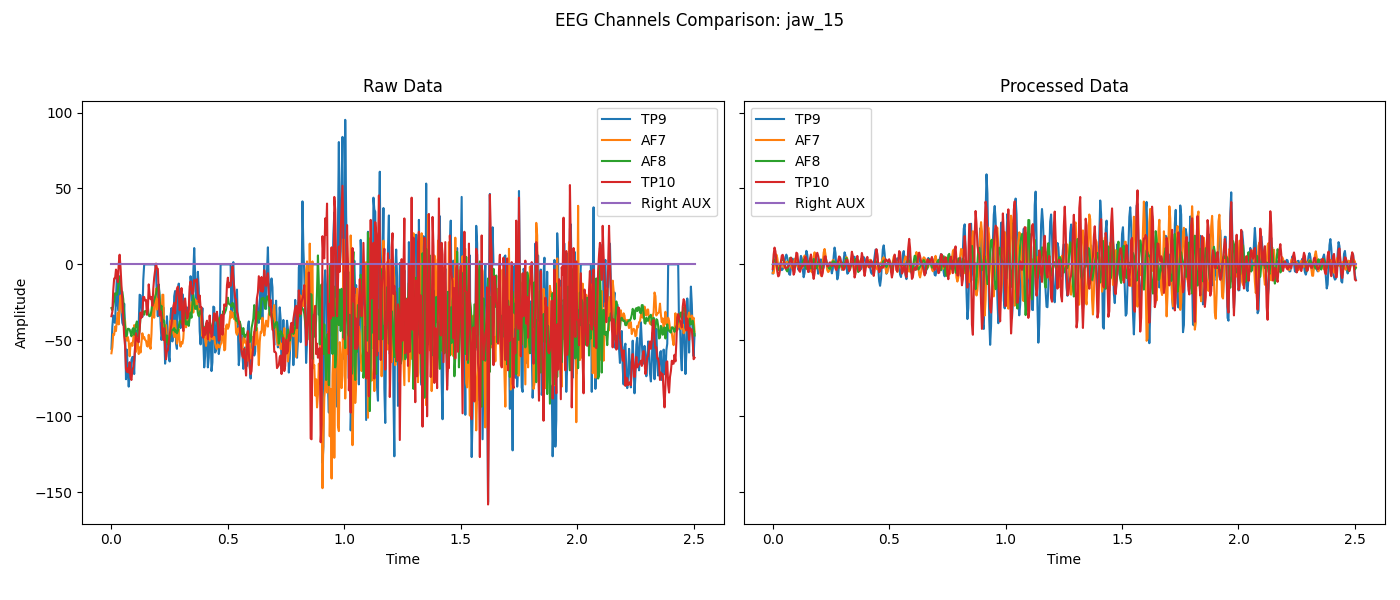 EEG Channels Comparison: jaw_15
Raw Data
Processed Data
TP9
AF7
AF8
TP10
Right AUX
TP9
AF7
AF8
TP10
Right AUX
Amplitude
100
50
0
−50
−100
−150
0.0 0.5 1.0 1.5 2.0 2.5
0.0 0.5 1.0 1.5 2.0 2.5
Time
Time